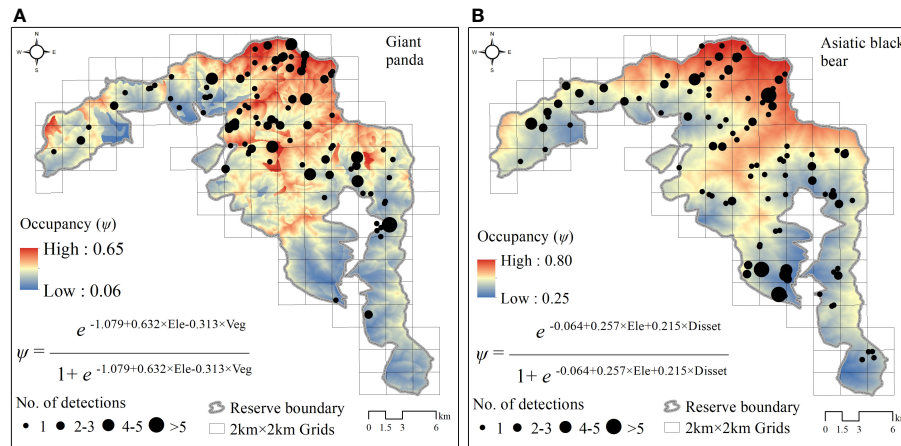 A
N
W E
S
Giant
panda
Occupancy (ψ)
High : 0.65
Low : 0.06
ψ = e -1.079+0.632×Ele-0.313×Veg
1+ e -1.079+0.632×Ele-0.313×Veg
No. of detections
1 2-3 4-5 >5
Reserve boundary
2km×2km Grids
km
0 1.5 3 6
B
N
W E
S
Asiatic black
bear
Occupancy (ψ)
High : 0.80
Low : 0.25
ψ = e -0.064+0.257×Ele+0.215×Disset
1+ e -0.064+0.257×Ele+0.215×Disset
No. of detections
1 2-3 4-5 >5
Reserve boundary
2km×2km Grids
km
0 1.5 3 6